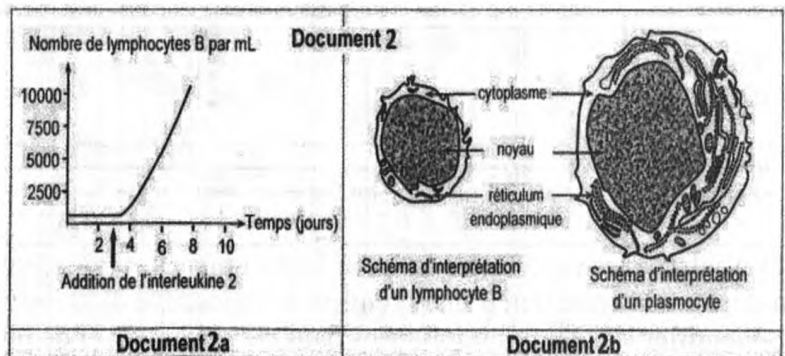 Document 2
Nombre de lymphocytes B par mL
10000
7500
5000
2500
2 4 6 8 10
Temps (jours)
Addition de l'interleukine 2
Document 2a
cytoplasme
noyau
réticulum
endoplasmique
Schéma d'interprétation
d'un lymphocyte B
Schéma d'interprétation
d'un plasmocyte
Document 2b